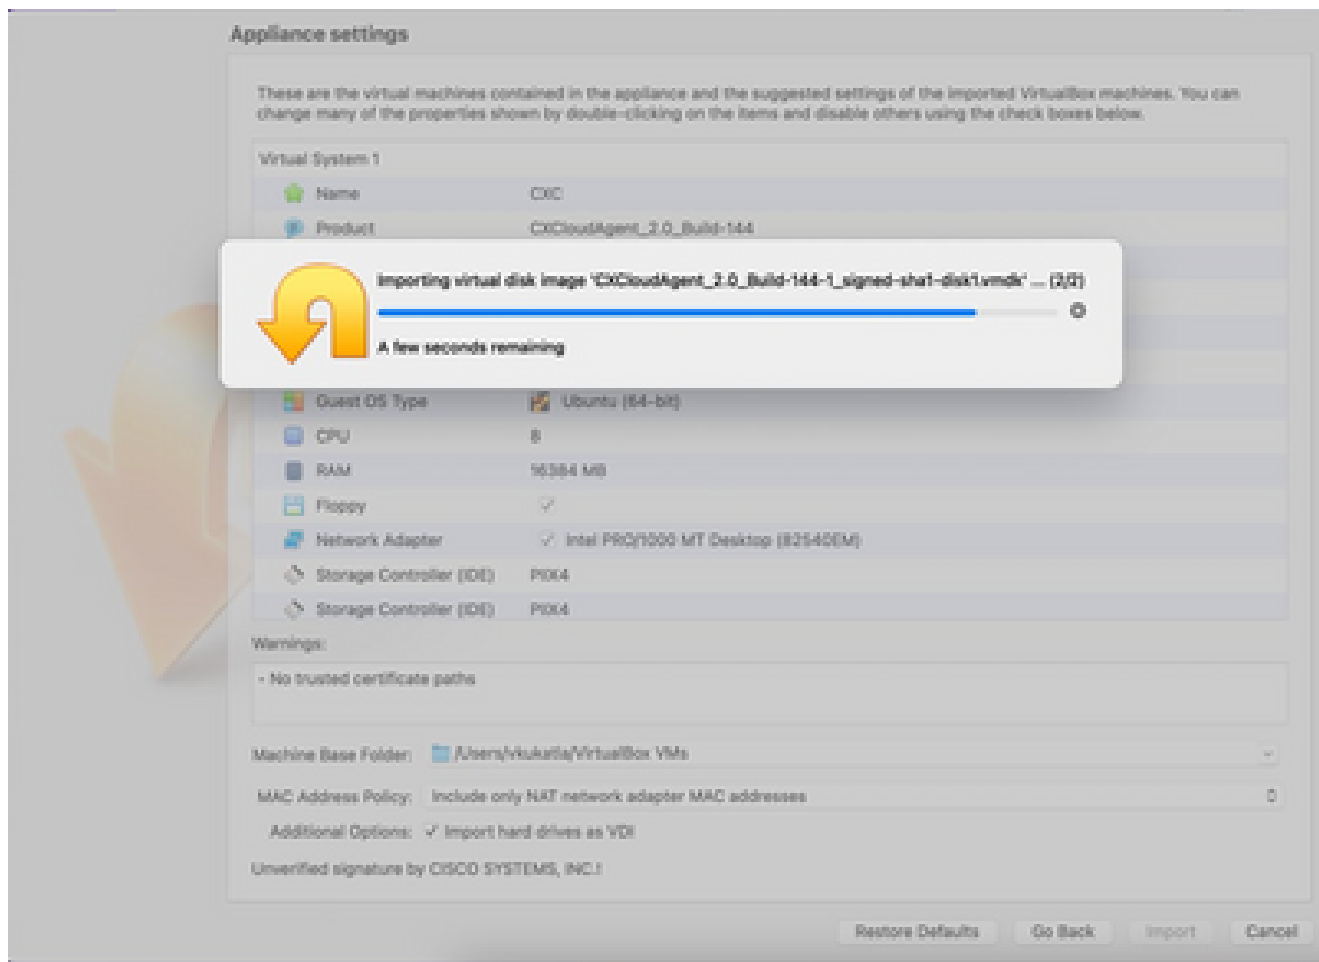 Appliance settings
These are the virtual machines contained in the appliance and the suggested settings of the imported VirtualBox machines. You can
change many of the properties shown by double-clicking on the items and disable others using the check boxes below.
Virtual System 1
Name CXC
Product CXCloudAgent_2.0_Build-144
Importing virtual disk image 'CXCloudAgent_2.0_Build-144-1_signed-sha1-disk1.vmdk' ... (2/2)
A few seconds remaining
Guest OS Type Ubuntu (64-bit)
CPU 8
RAM 16384 MB
Floppy
Network Adapter Intel PRO/1000 MT Desktop (82540EM)
Storage Controller (IDE) PIIX4
Storage Controller (IDE) PIIX4
Warnings:
- No trusted certificate paths
Machine Base Folder: /Users/vkukatla/VirtualBox VMs
MAC Address Policy: Include only NAT network adapter MAC addresses
Additional Options: Import hard drives as VDI
Unverified signature by CISCO SYSTEMS, INC.!
Restore Defaults Go Back Import Cancel